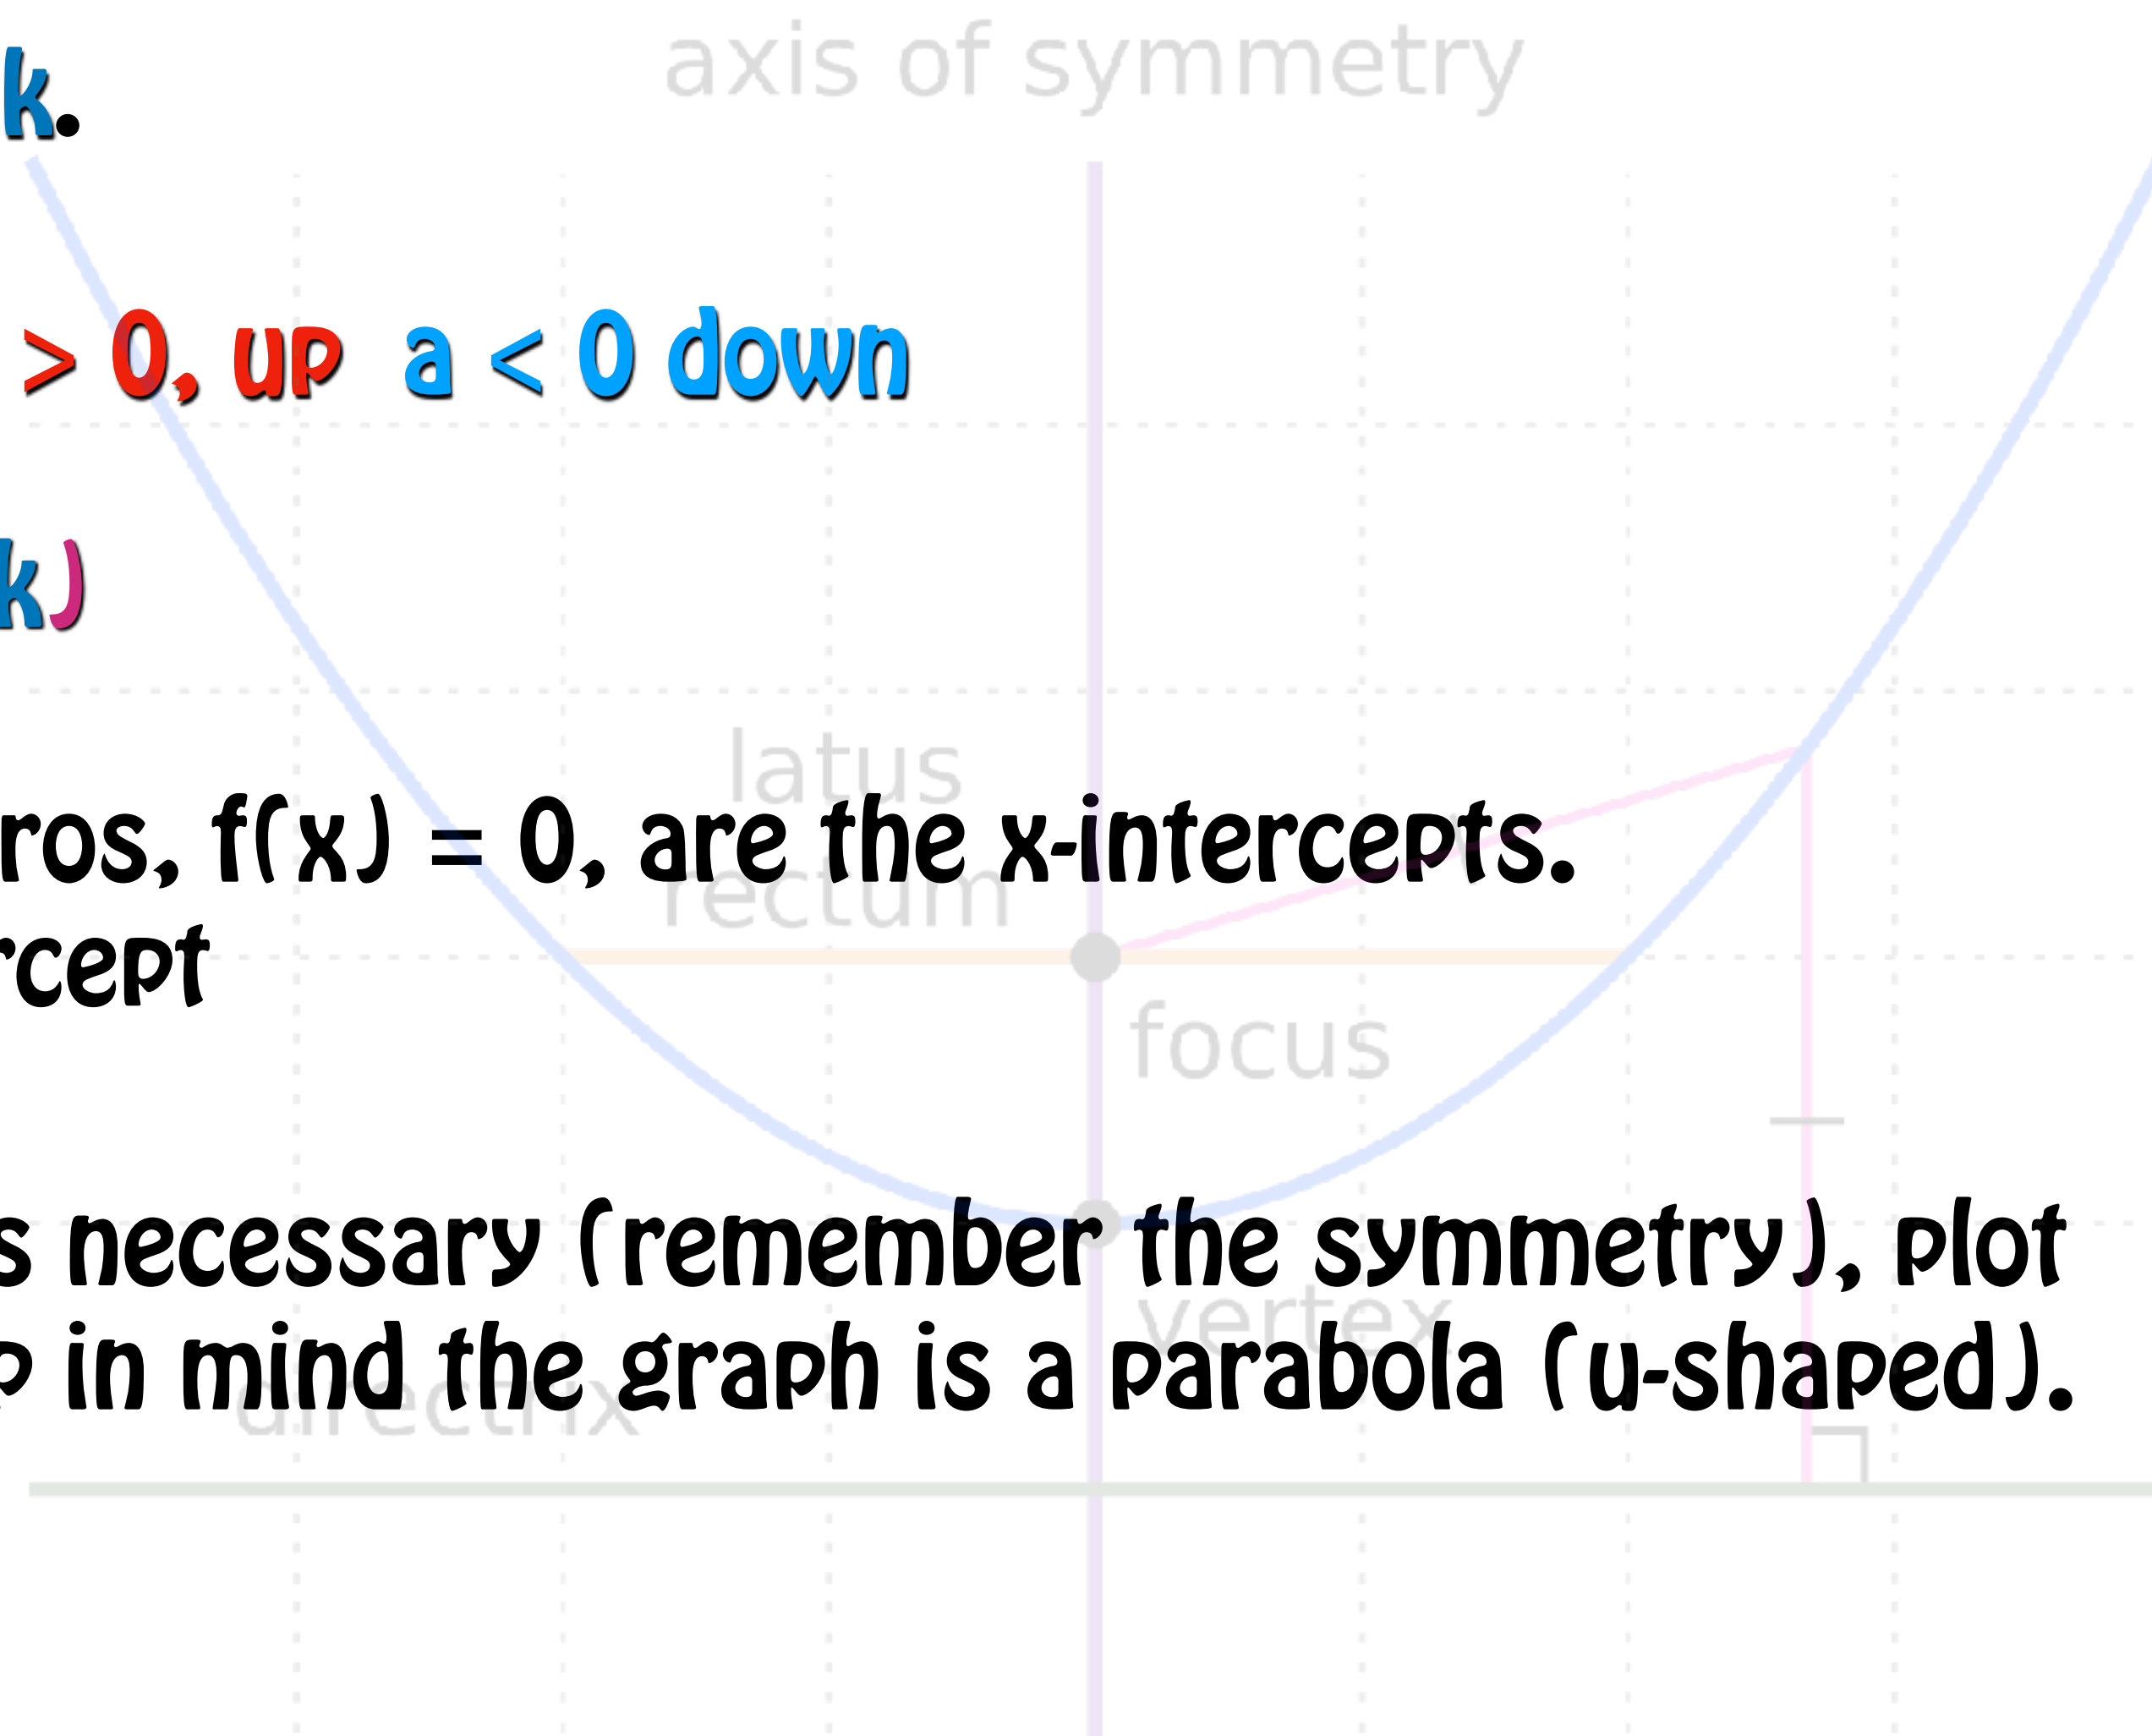 axis of symmetry
k.
> 0, up a < 0 down
k)
latus
ros, f(x) = 0, are the x-intercepts.
rectum
rcept
focus
s necessary (remember the symmetry), plot
vertex
in mind the graph is a parabola (U-shaped).
directrix